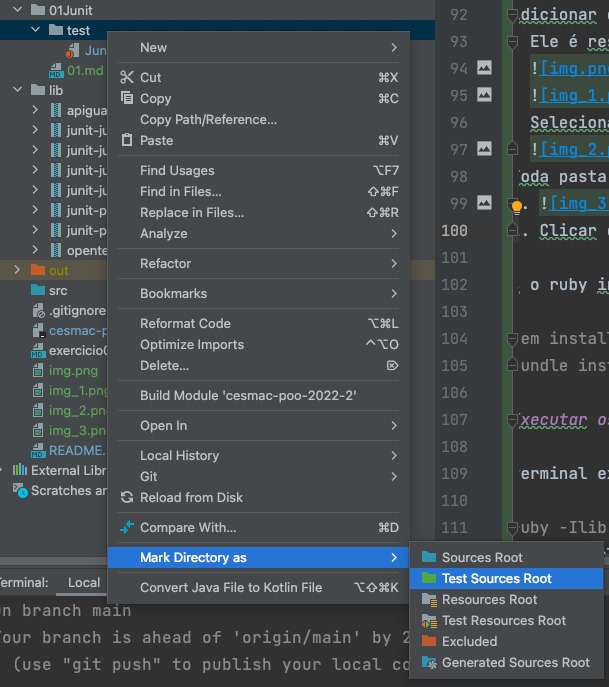 01Junit
test
Jun
01.md
lib
apigua
junit-ju
junit-ju
junit-ju
junit-ju
junit-p
junit-p
opente
out
src
.gitignore
cesmac-p
exercicio
img.png
img_1.png
img_2.png
img_3.png
README.
External Libr
Scratches an
New
Cut ⌘X
Copy ⌘C
Copy Path/Reference...
Paste ⌘V
Find Usages ⌥F7
Find in Files... ⇧⌘F
Replace in Files... ⇧⌘R
Analyze
Refactor
Bookmarks
Reformat Code ⌥⌘L
Optimize Imports ^⌥O
Delete... ⌦
Build Module 'cesmac-poo-2022-2'
Open In
Local History
Git
Reload from Disk
Compare With... ⌘D
Mark Directory as
Convert Java File to Kotlin File ⌥⇧⌘K
Sources Root
Test Sources Root
Resources Root
Test Resources Root
Excluded
Generated Sources Root
92 dicionar
93 Ele é res
94 ![img.pn
95 ![img_1.
96 Seleciona
97 ![img_2.
98 oda pasta
99 . ![img_3
100 . Clicar
101
102 o ruby i
103
104 em instal
105 undle ins
106
107 xecutar o
108
109 erminal e
110
111 uby -Ilib
erminal: Local
n branch main
our branch is ahead of 'origin/main' by 2
(use "git push" to publish your local co